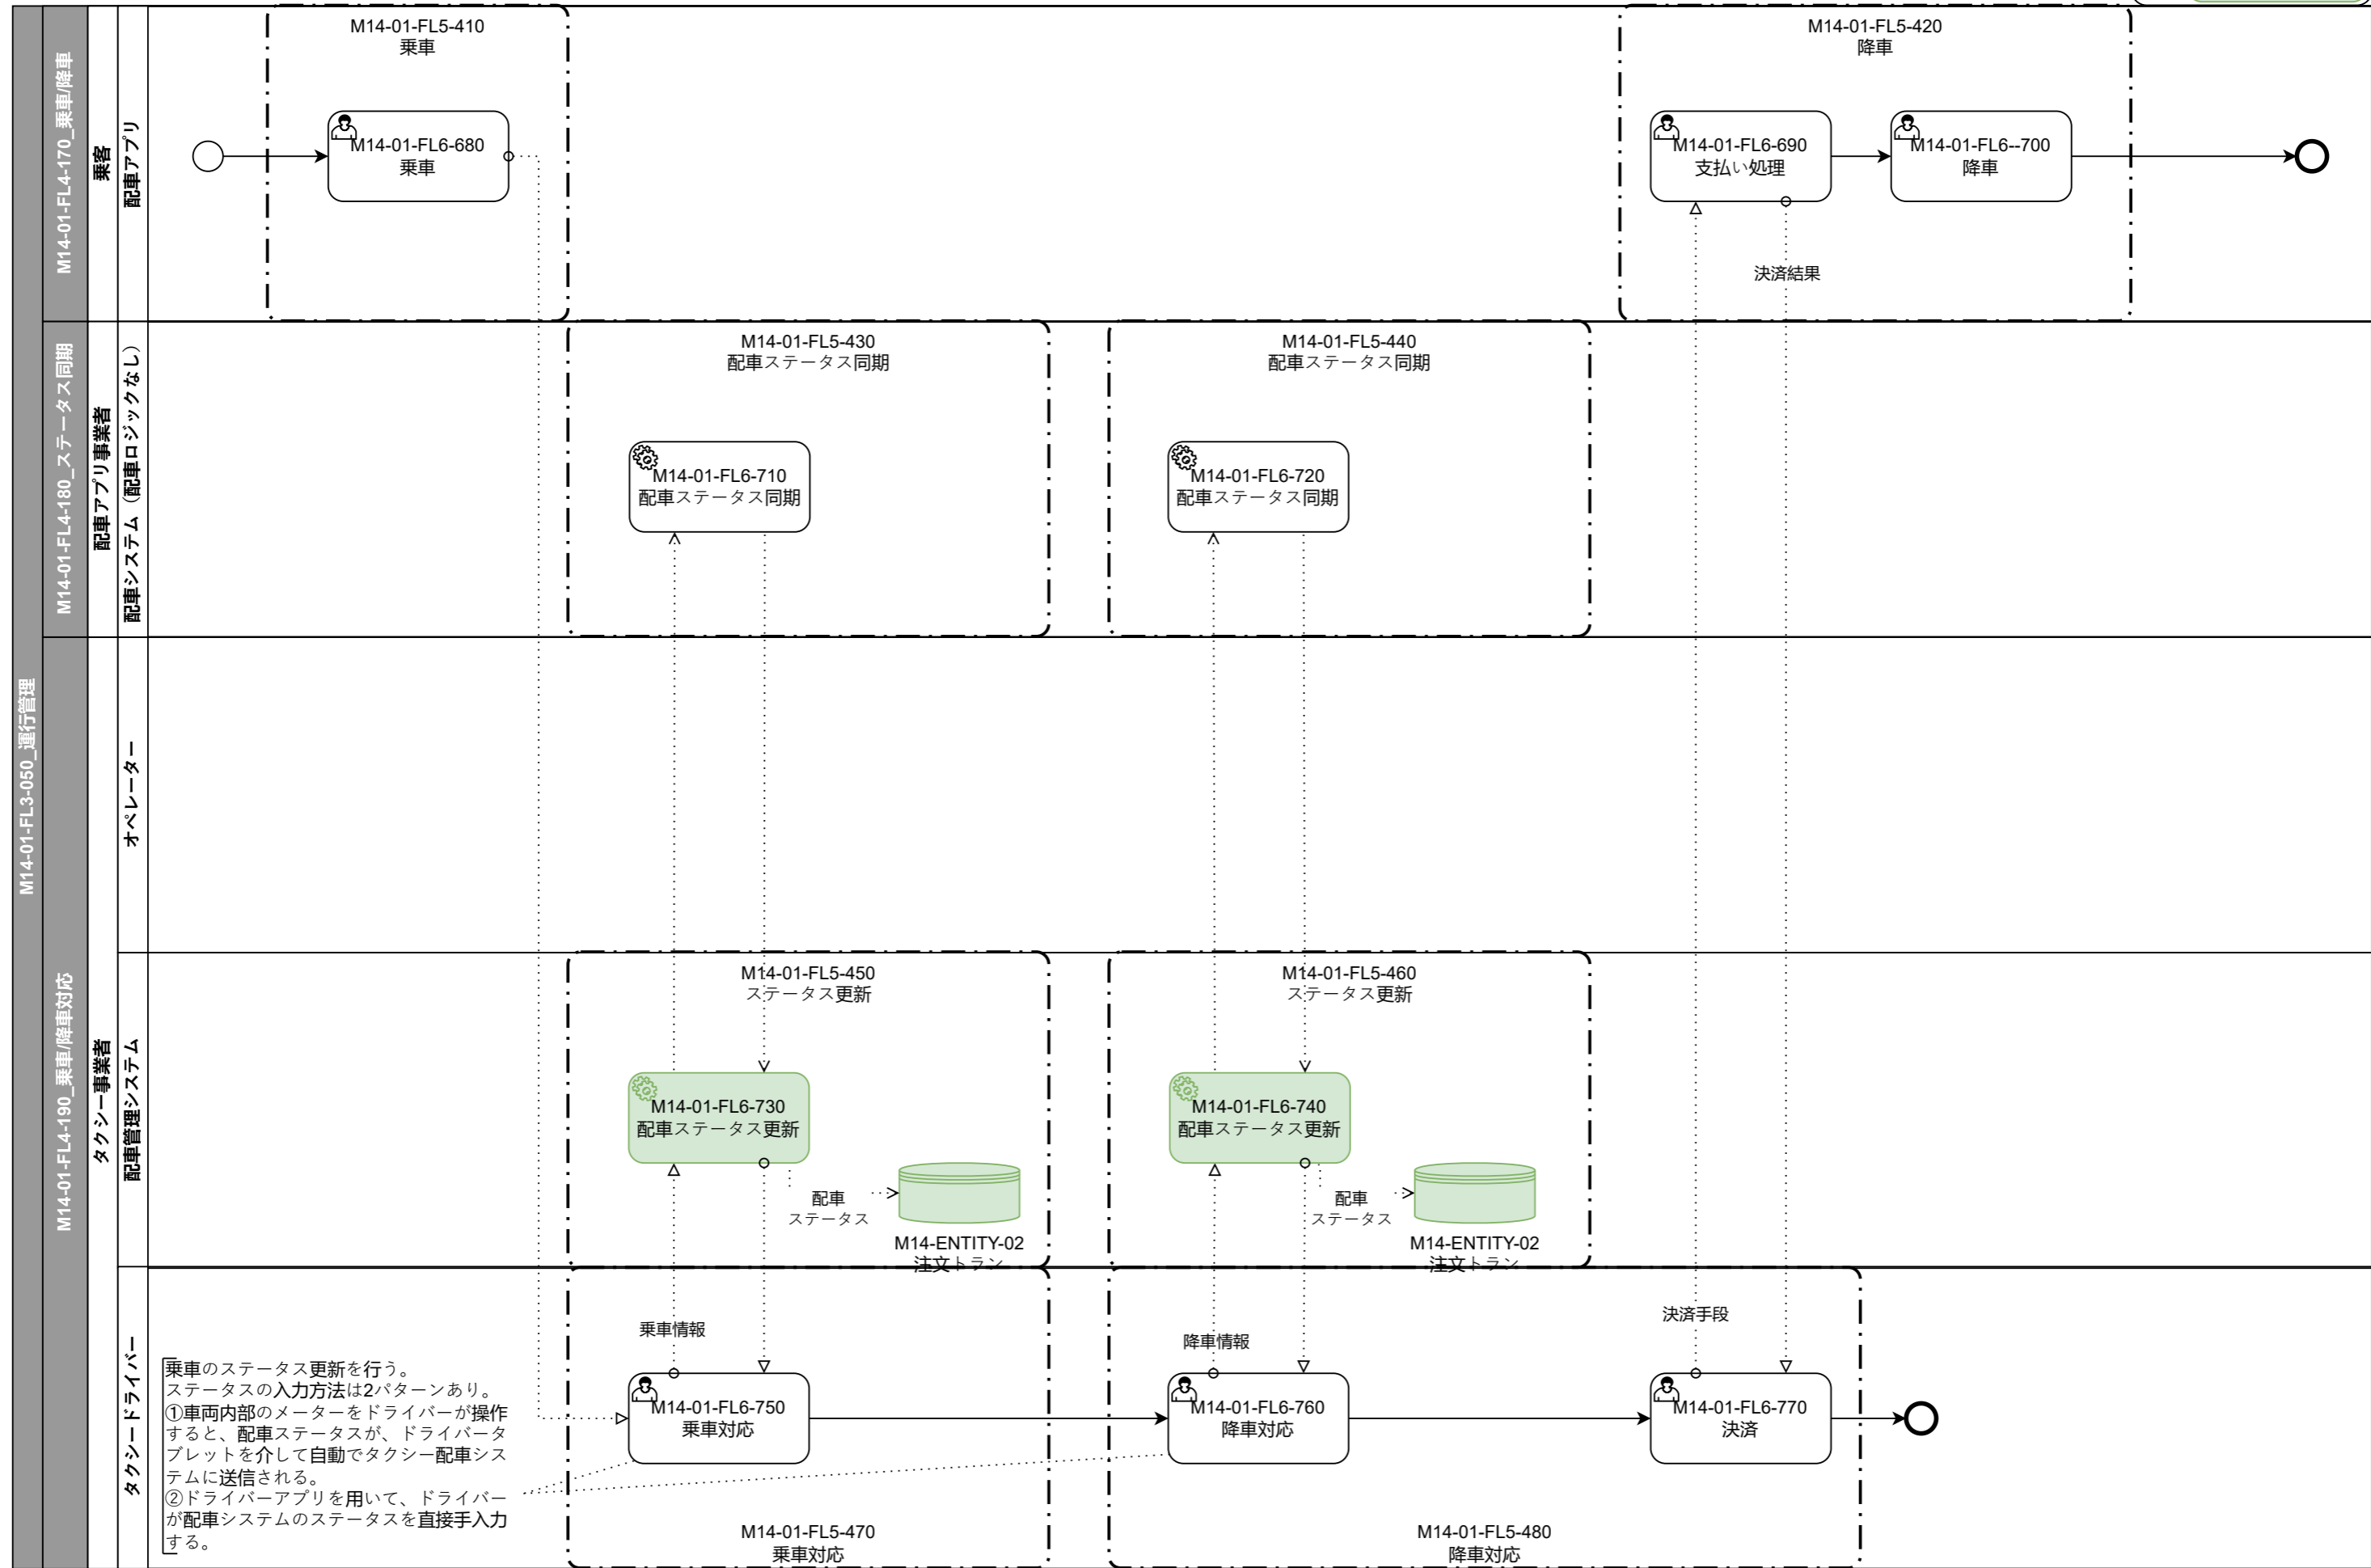 M14-01-FL3-050_運行管理
M14-01-FL4-170_乗車/降車
乗客
配車アプリ
M14-01-FL5-410
乗車
M14-01-FL6-680
乗車
M14-01-FL5-420
降車
M14-01-FL6-690
支払い処理
M14-01-FL6--700
降車
決済結果
M14-01-FL4-180_ステータス同期
配車アプリ事業者
配車システム（配車ロジックなし）
M14-01-FL5-430
配車ステータス同期
M14-01-FL6-710
配車ステータス同期
M14-01-FL5-440
配車ステータス同期
M14-01-FL6-720
配車ステータス同期
M14-01-FL4-190_乗車/降車対応
タクシー事業者
オペレーター
配車管理システム
M14-01-FL5-450
ステータス更新
M14-01-FL6-730
配車ステータス更新
配車
ステータス
M14-ENTITY-02
注文トラン
M14-01-FL5-460
ステータス更新
M14-01-FL6-740
配車ステータス更新
配車
ステータス
M14-ENTITY-02
注文トラン
タクシードライバー
乗車のステータス更新を行う。
ステータスの入力方法は2パターンあり。
①車両内部のメーターをドライバーが操作
すると、配車ステータスが、ドライバータ
ブレットを介して自動でタクシー配車シス
テムに送信される。
②ドライバーアプリを用いて、ドライバー
が配車システムのステータスを直接手入力
する。
乗車情報
M14-01-FL6-750
乗車対応
M14-01-FL5-470
乗車対応
降車情報
M14-01-FL6-760
降車対応
決済手段
M14-01-FL6-770
決済
M14-01-FL5-480
降車対応